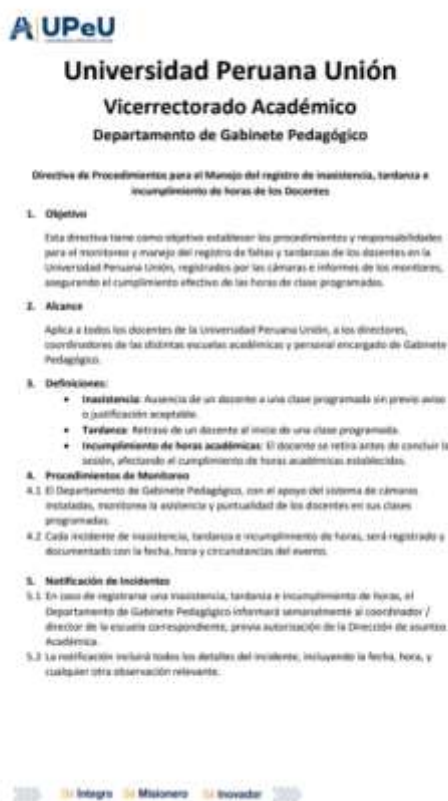 UPeU
Universidad Peruana Unión
Vicerrectorado Académico
Departamento de Gabinete Pedagógico
Directiva de Procedimientos para el Manejo del registro de inasistencia, tardanza e
incumplimiento de horas de los Docentes
1. Objetivo
Esta directiva tiene como objetivo establecer los procedimientos y responsabilidades
para el monitoreo y manejo del registro de faltas y tardanzas de los docentes en la
Universidad Peruana Unión, registrados por las cámaras e informes de los monitores,
asegurando el cumplimiento efectivo de las horas de clase programadas.
2. Alcance
Aplica a todos los docentes de la Universidad Peruana Unión, a los directores,
coordinadores de las distintas escuelas académicas y personal encargado de Gabinete
Pedagógico.
3. Definiciones:
• Inasistencia: Ausencia de un docente a una clase programada sin previo aviso
o justificación aceptable.
• Tardanza: Retraso de un docente al inicio de una clase programada.
• Incumplimiento de horas académicas: El docente se retira antes de concluir la
sesión, afectando el cumplimiento de horas académicas establecidas.
4. Procedimientos de Monitoreo
4.1 El Departamento de Gabinete Pedagógico, con el apoyo del sistema de cámaras
instaladas, monitorea la asistencia y puntualidad de los docentes en sus clases
programadas.
4.2 Cada incidente de inasistencia, tardanza e incumplimiento de horas, será registrado y
documentado con la fecha, hora y circunstancias del evento.
5. Notificación de Incidentes
5.1 En caso de registrarse una inasistencia, tardanza e incumplimiento de horas, el
Departamento de Gabinete Pedagógico informará semanalmente al coordinador /
director de la escuela correspondiente, previa autorización de la Dirección de asuntos
Académica.
5.2 La notificación incluirá todos los detalles del incidente, incluyendo la fecha, hora, y
cualquier otra observación relevante.
Sé Íntegro Sé Misionero Sé Innovador